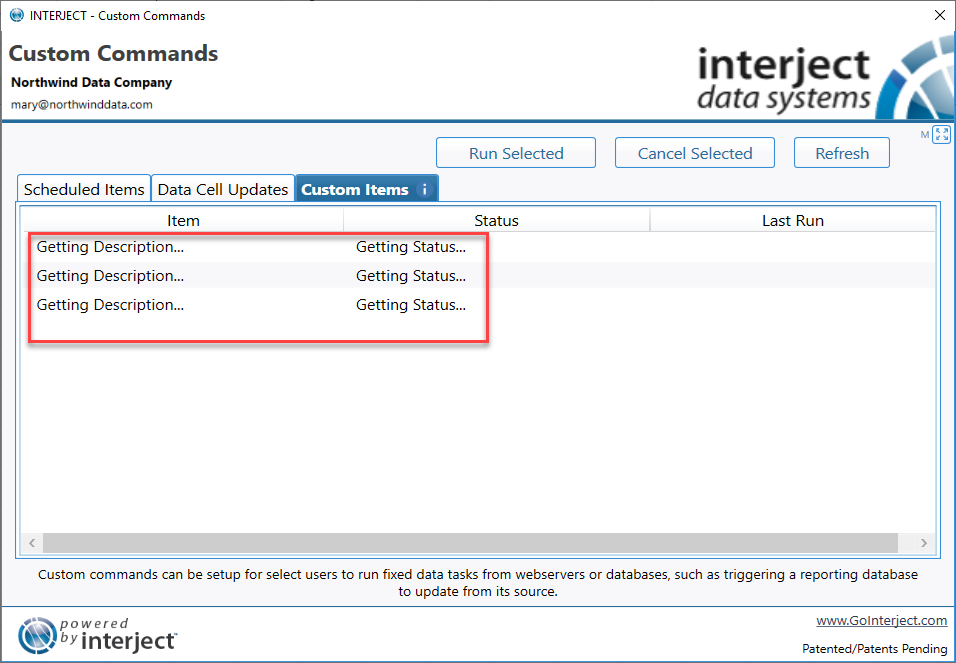 INTERJECT - Custom Commands
Custom Commands
Northwind Data Company
mary@northwinddata.com
interject
data systems
M
Run Selected Cancel Selected Refresh
Scheduled Items Data Cell Updates Custom Items i
Item Status Last Run
Getting Description... Getting Status...
Getting Description... Getting Status...
Getting Description... Getting Status...
Custom commands can be setup for select users to run fixed data tasks from webservers or databases, such as triggering a reporting database
to update from its source.
powered
by interject™
www.GoInterject.com
Patented/Patents Pending